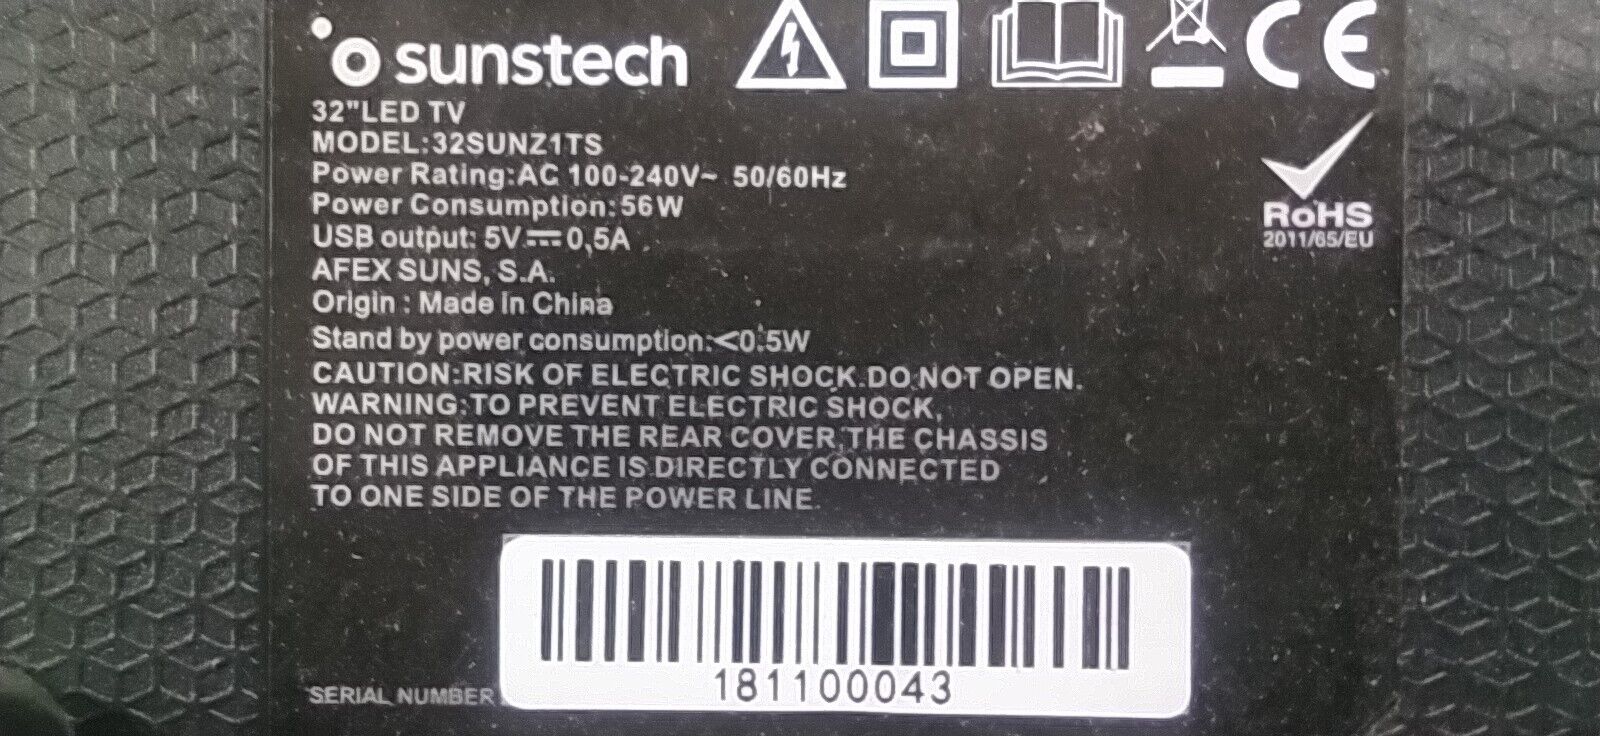 sunstech
32"LED TV
MODEL:32SUNZ1TS
Power Rating:AC 100-240V~ 50/60Hz
Power Consumption:56W
USB output: 5V⎓0,5A
AFEX SUNS, S.A.
Origin : Made in China
Stand by power consumption:<0.5W
CAUTION:RISK OF ELECTRIC SHOCK.DO NOT OPEN.
WARNING:TO PREVENT ELECTRIC SHOCK,
DO NOT REMOVE THE REAR COVER,THE CHASSIS
OF THIS APPLIANCE IS DIRECTLY CONNECTED
TO ONE SIDE OF THE POWER LINE.
CE
RoHS
2011/65/EU
181100043
SERIAL NUMBER